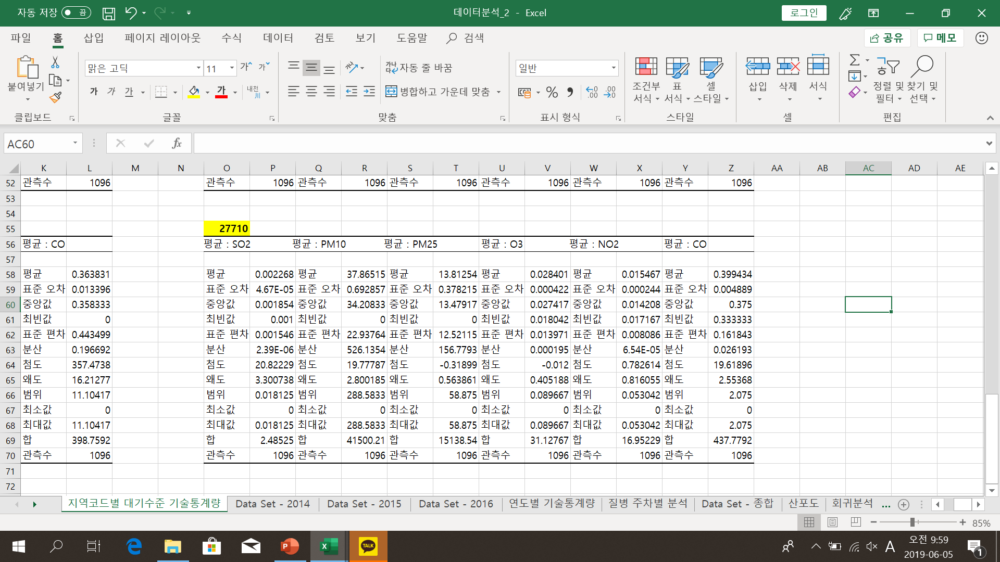 자동 저장 끔 데이터분석_2 - Excel 로그인
파일 홈 삽입 페이지 레이아웃 수식 데이터 검토 보기 도움말 검색 공유 메모
붙여넣기 맑은 고딕 11 가 가 가 가 가 가 내천 자동 줄 바꿈 병합하고 가운데 맞춤 일반 % 조건부 서식 표 서식 셀 스타일 삽입 삭제 서식 정렬 및 필터 찾기 및 선택
클립보드 글꼴 맞춤 표시 형식 스타일 셀 편집
AC60 fx
K L M N O P Q R S T U V W X Y Z AA AB AC AD AE
52 관측수 1096 관측수 1096 관측수 1096 관측수 1096 관측수 1096 관측수 1096 관측수 1096
53
54
55 27710
56 평균 : CO 평균 : SO2 평균 : PM10 평균 : PM25 평균 : O3 평균 : NO2 평균 : CO
57
58 평균 0.363831 평균 0.002268 평균 37.86515 평균 13.81254 평균 0.028401 평균 0.015467 평균 0.399434
59 표준 오차 0.013396 표준 오차 4.67E-05 표준 오차 0.692857 표준 오차 0.378215 표준 오차 0.000422 표준 오차 0.000244 표준 오차 0.004889
60 중앙값 0.358333 중앙값 0.001854 중앙값 34.20833 중앙값 13.47917 중앙값 0.027417 중앙값 0.014208 중앙값 0.375
61 최빈값 0 최빈값 0.001 최빈값 0 최빈값 0 최빈값 0.018042 최빈값 0.017167 최빈값 0.333333
62 표준 편차 0.443499 표준 편차 0.001546 표준 편차 22.93764 표준 편차 12.52115 표준 편차 0.013971 표준 편차 0.008086 표준 편차 0.161843
63 분산 0.196692 분산 2.39E-06 분산 526.1354 분산 156.7793 분산 0.000195 분산 6.54E-05 분산 0.026193
64 첨도 357.4738 첨도 20.82229 첨도 19.77787 첨도 -0.31899 첨도 -0.012 첨도 0.782614 첨도 19.61896
65 왜도 16.21277 왜도 3.300738 왜도 2.800185 왜도 0.563861 왜도 0.405188 왜도 0.816055 왜도 2.55368
66 범위 11.10417 범위 0.018125 범위 288.5833 범위 58.875 범위 0.089667 범위 0.053042 범위 2.075
67 최소값 0 최소값 0 최소값 0 최소값 0 최소값 0 최소값 0 최소값 0
68 최대값 11.10417 최대값 0.018125 최대값 288.5833 최대값 58.875 최대값 0.089667 최대값 0.053042 최대값 2.075
69 합 398.7592 합 2.48525 합 41500.21 합 15138.54 합 31.12767 합 16.95229 합 437.7792
70 관측수 1096 관측수 1096 관측수 1096 관측수 1096 관측수 1096 관측수 1096 관측수 1096
71
72
지역코드별 대기수준 기술통계량 Data Set - 2014 Data Set - 2015 Data Set - 2016 연도별 기술통계량 질병 주차별 분석 Data Set - 종합 산포도 회귀분석 ...
85%
TALK A 오전 9:59
2019-06-05 1